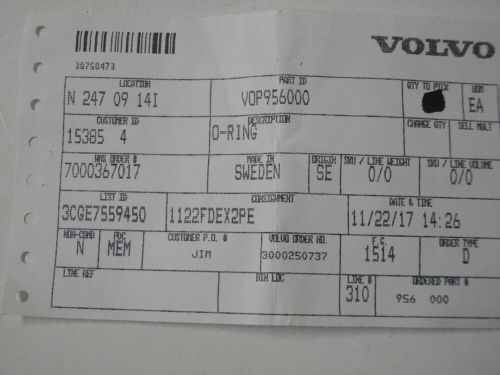 VOLVO
38750473
LOCATION PART ID QTY TO PICK UOM
N 247 09 14I VOP956000 EA
CUSTOMER ID DESCRIPTION CHANGE QTY SELL MULT
15385 4 O-RING
WHS ORDER # MADE IN ORIGIN SKU / LINE WEIGHT SKU / LINE VOLUME
7000367017 SWEDEN SE 0/0 0/0
LIST ID CONSIGNMENT DATE & TIME
3CGE7559450 1122FDEX2PE 11/22/17 14:26
NON-COMB PDC CUSTOMER P.O. # VOLVO ORDER NO. F.G. ORDER TYPE
N MEM JIM 3000250737 1514 D
LINE REF BIN LOC LINE # ORDERED PART #
310 956 000